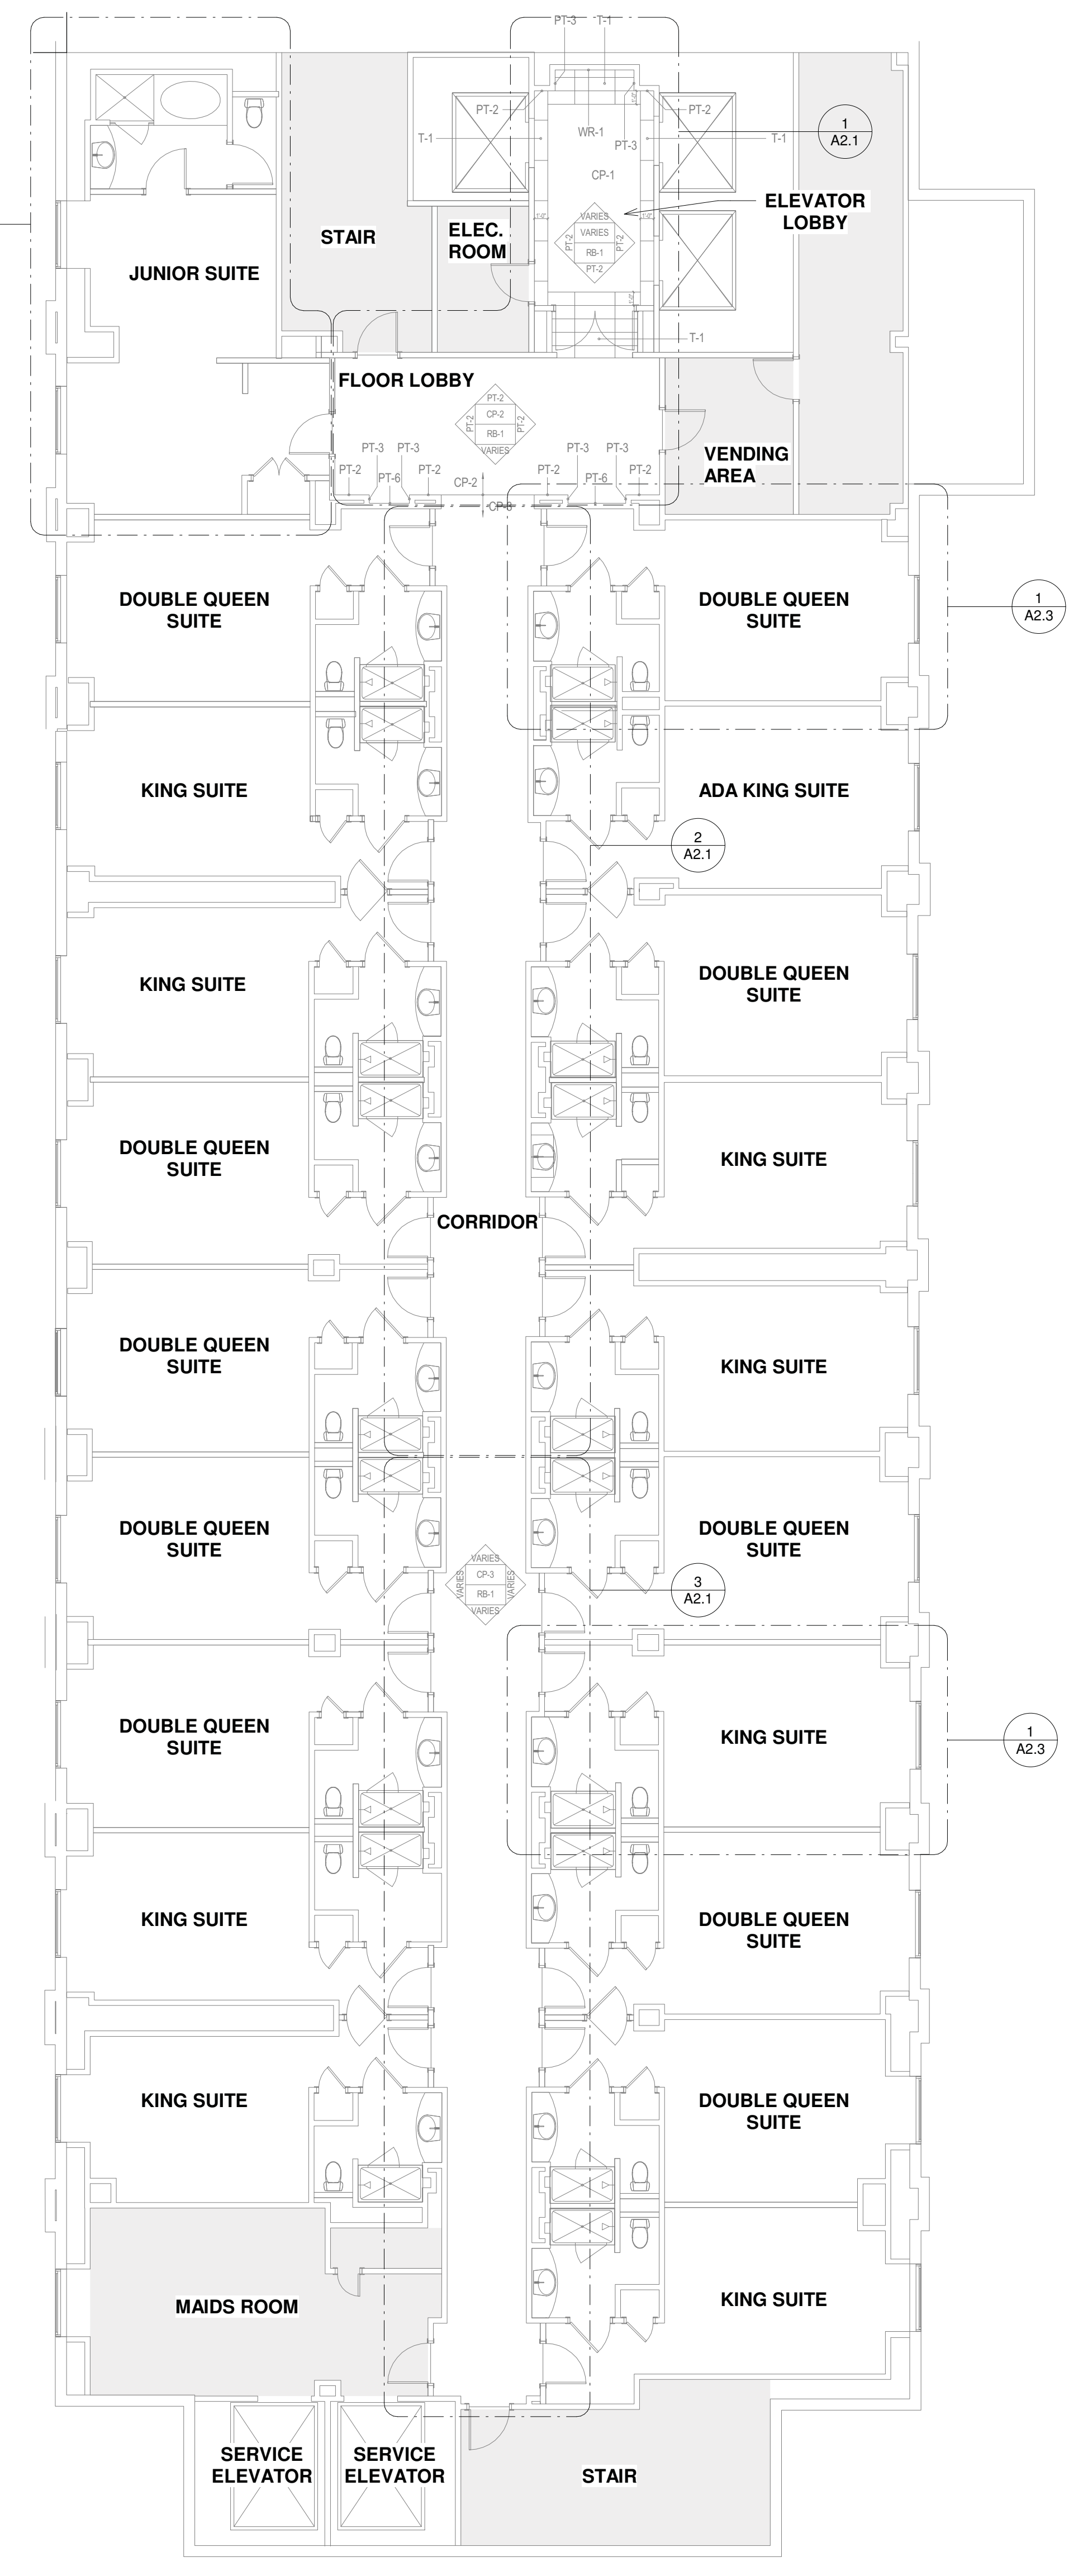 PT-3 T-1
PT-2 PT-2
1
A2.1
T-1 WR-1 T-1
PT-3
CP-1
ELEVATOR
LOBBY
VARIES
VARIES
PT-2 PT-2
RB-1
PT-2
STAIR
ELEC.
ROOM
JUNIOR SUITE
T-1
FLOOR LOBBY
PT-2
CP-2
PT-2 PT-2
RB-1
VARIES
PT-3 PT-3 PT-3 PT-3
VENDING
AREA
PT-2 PT-6 PT-2 CP-2 PT-2 PT-6 PT-2
DOUBLE QUEEN
SUITE
DOUBLE QUEEN
SUITE
1
A2.3
KING SUITE
ADA KING SUITE
2
A2.1
KING SUITE
DOUBLE QUEEN
SUITE
DOUBLE QUEEN
SUITE
KING SUITE
CORRIDOR
DOUBLE QUEEN
SUITE
KING SUITE
DOUBLE QUEEN
SUITE
DOUBLE QUEEN
SUITE
VARIES
CP-3
VARIES VARIES
RB-1
VARIES
3
A2.1
DOUBLE QUEEN
SUITE
KING SUITE
1
A2.3
KING SUITE
DOUBLE QUEEN
SUITE
KING SUITE
DOUBLE QUEEN
SUITE
MAIDS ROOM
KING SUITE
SERVICE
ELEVATOR
SERVICE
ELEVATOR
STAIR